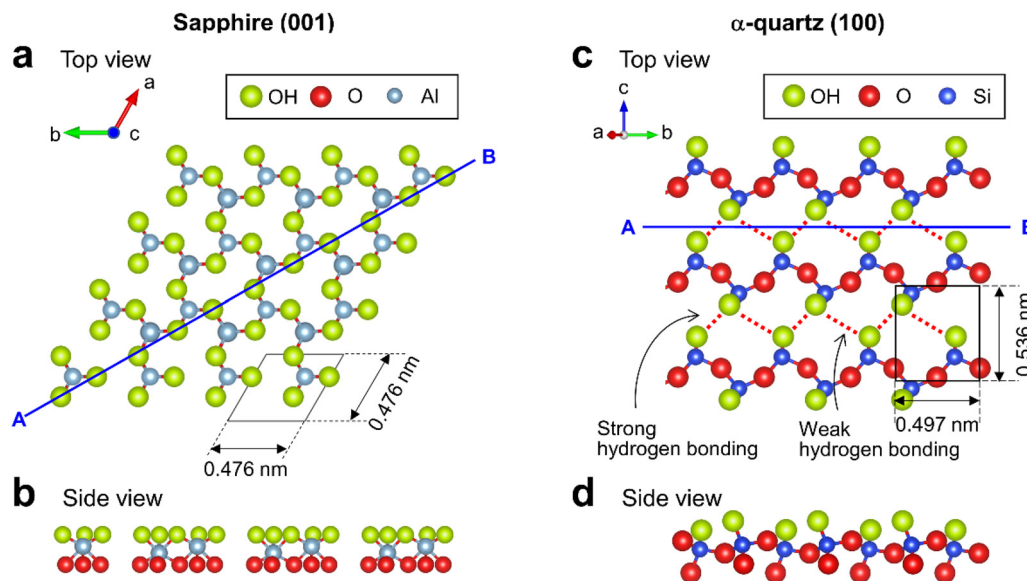 Sapphire (001)
α-quartz (100)
a Top view
a
b
c
OH O Al
B
A
0.476 nm
0.476 nm
b Side view
c Top view
c
a
b
OH O Si
A
B
0.536 nm
0.497 nm
Strong
hydrogen bonding
Weak
hydrogen bonding
d Side view